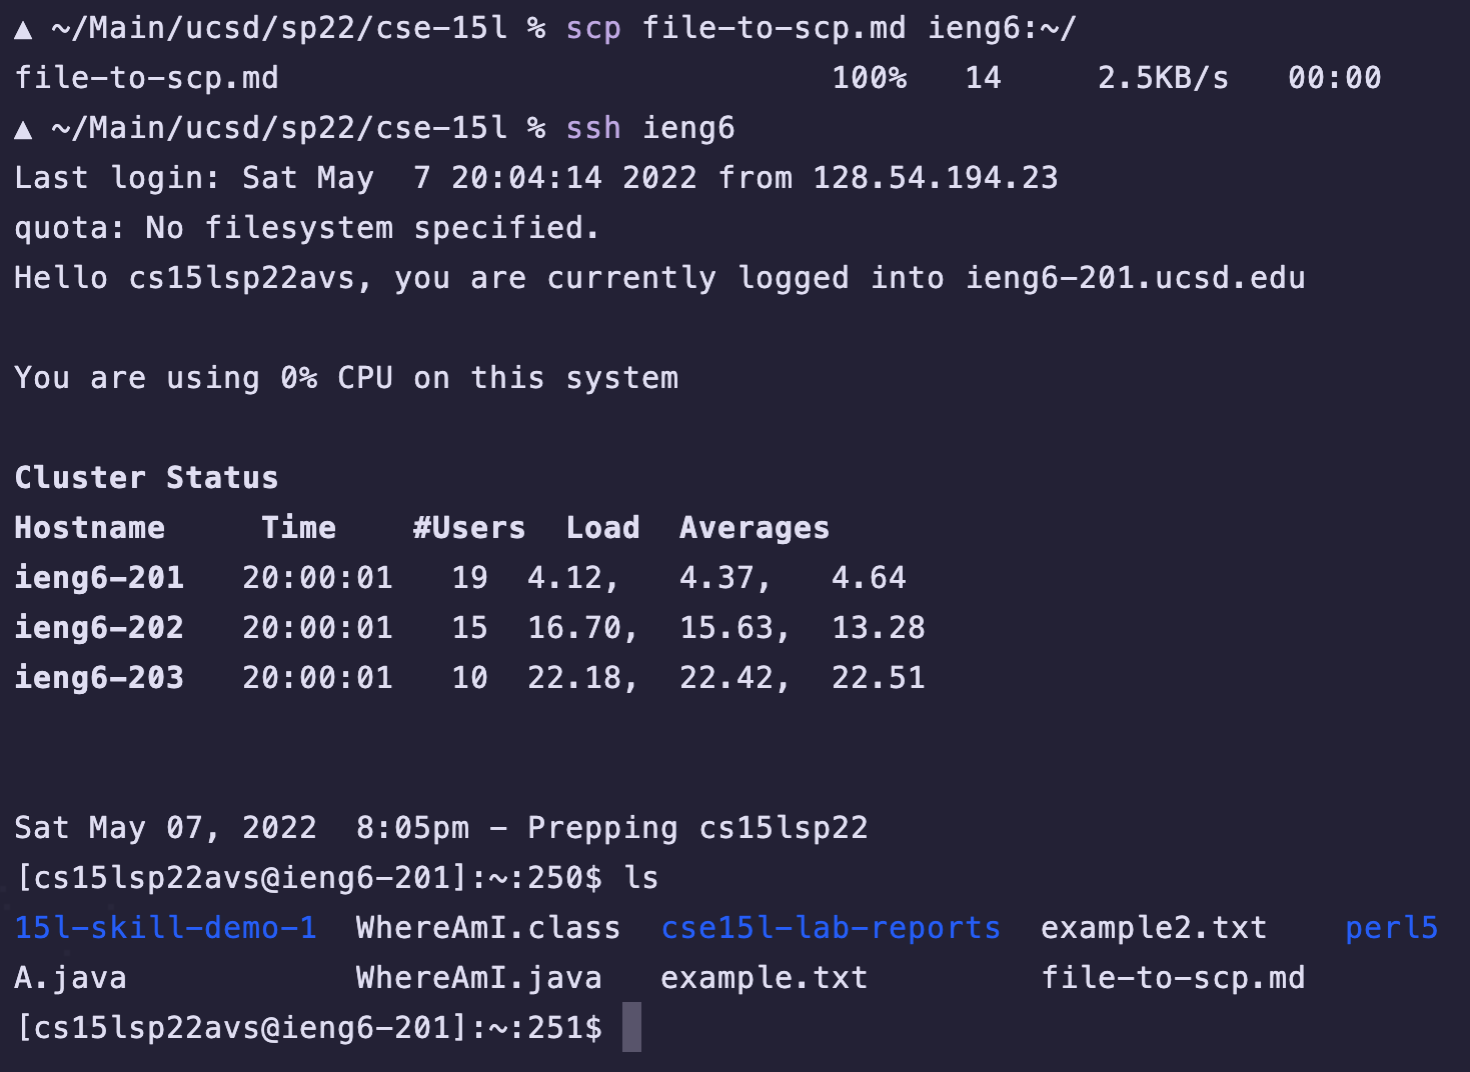 ▲ ~/Main/ucsd/sp22/cse-15l % scp file-to-scp.md ieng6:~/
file-to-scp.md                             100%   14     2.5KB/s   00:00
▲ ~/Main/ucsd/sp22/cse-15l % ssh ieng6
Last login: Sat May  7 20:04:14 2022 from 128.54.194.23
quota: No filesystem specified.
Hello cs15lsp22avs, you are currently logged into ieng6-201.ucsd.edu
You are using 0% CPU on this system
Cluster Status
Hostname     Time    #Users  Load  Averages
ieng6-201   20:00:01   19  4.12,   4.37,   4.64
ieng6-202   20:00:01   15  16.70,  15.63,  13.28
ieng6-203   20:00:01   10  22.18,  22.42,  22.51
Sat May 07, 2022  8:05pm - Prepping cs15lsp22
[cs15lsp22avs@ieng6-201]:~:250$ ls
15l-skill-demo-1  WhereAmI.class  cse15l-lab-reports  example2.txt    perl5
A.java            WhereAmI.java   example.txt         file-to-scp.md
[cs15lsp22avs@ieng6-201]:~:251$